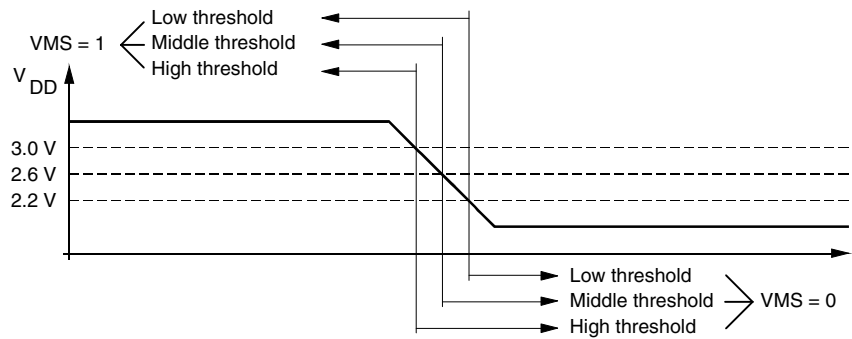 Low threshold
VMS = 1 Middle threshold
High threshold
V DD
3.0 V
2.6 V
2.2 V
Low threshold
Middle threshold VMS = 0
High threshold